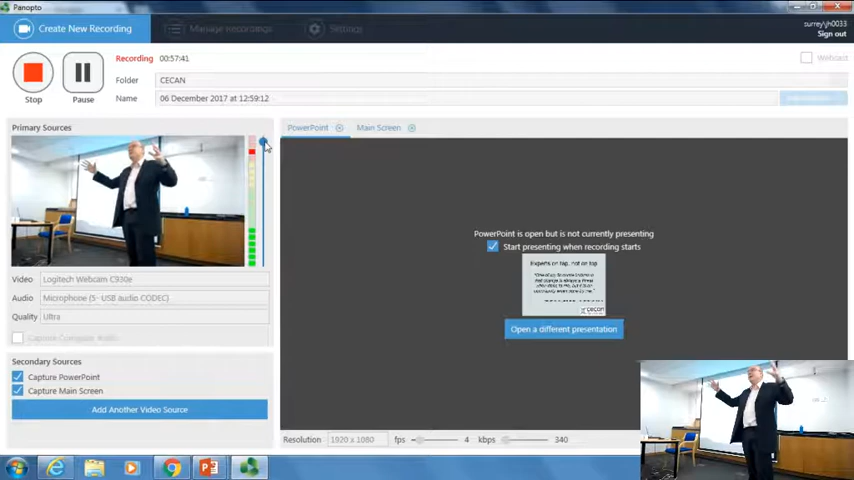 Panopto
Create New Recording
Manage Recordings
Settings
surrey\jh0033
Sign out
Stop
Pause
Recording 00:57:41
Webcast
Folder CECAN
Name 06 December 2017 at 12:59:12
Primary Sources
Video Logitech Webcam C930e
Audio Microphone (5- USB audio CODEC)
Quality Ultra
Capture Computer Audio
Secondary Sources
Capture PowerPoint
Capture Main Screen
Add Another Video Source
PowerPoint
Main Screen
PowerPoint is open but is not currently presenting
Start presenting when recording starts
Experts on tap, not on top
cecan
Open a different presentation
Resolution 1920 x 1080 fps 4 kbps 340